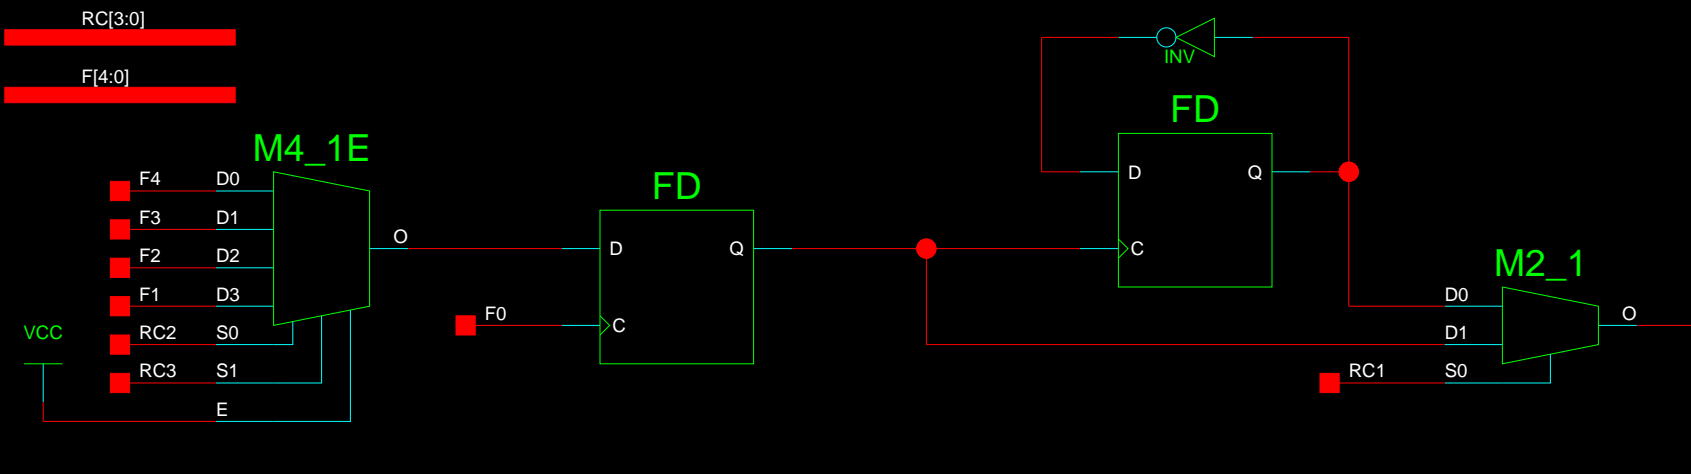 RC[3:0]
F[4:0]
INV
FD
M4_1E
F4 D0
F3 D1
F2 D2
F1 D3
RC2 S0
RC3 S1
E
VCC
O
FD
D Q
F0 C
D Q
C
M2_1
D0
D1
RC1 S0
O